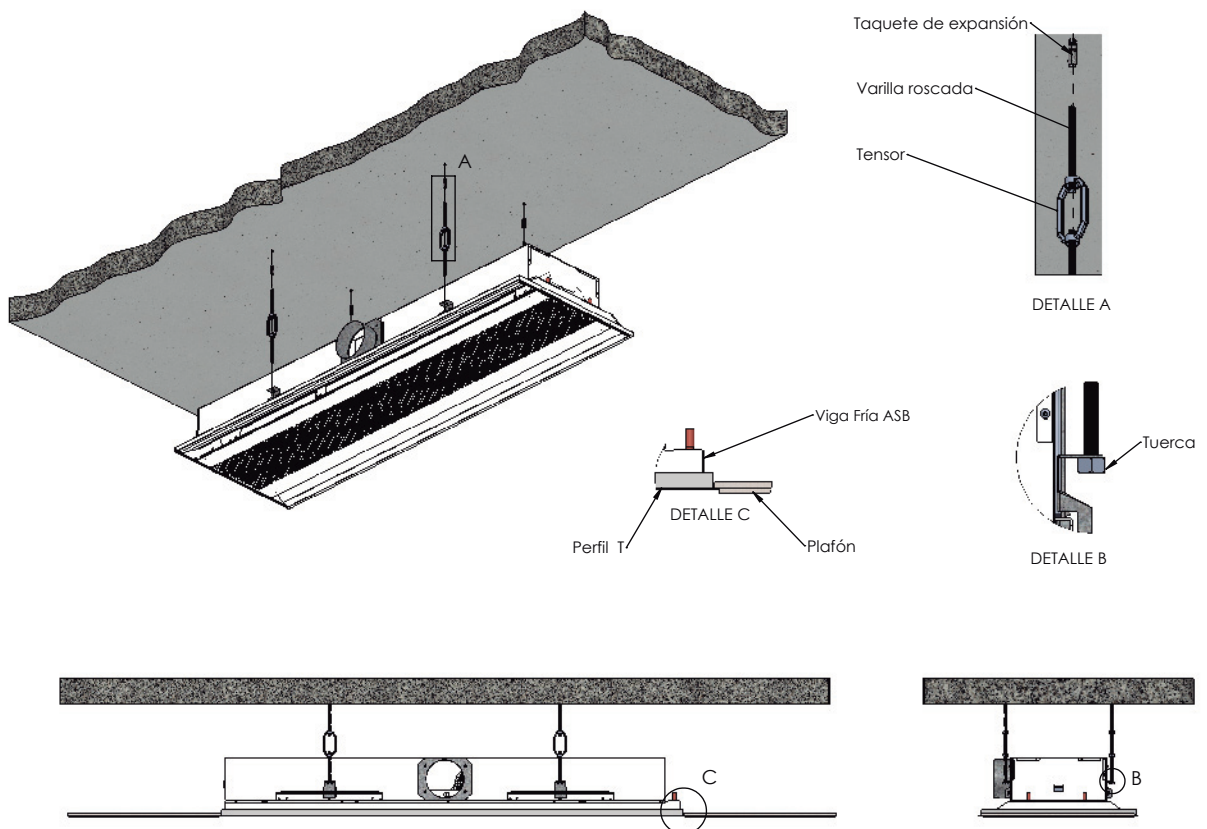 Taquete de expansión
A
Varilla roscada
Tensor
DETALLE A
Viga Fría ASB
Tuerca
DETALLE C
Perfil T
Plafón
DETALLE B
C
B